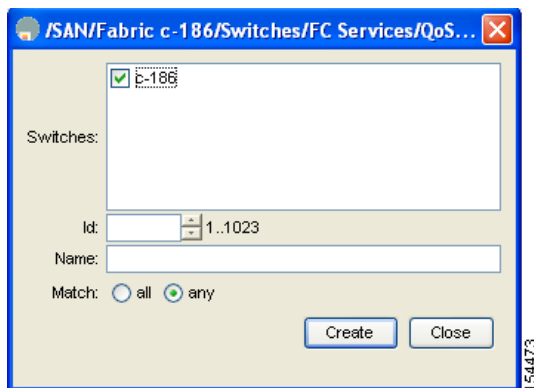 /SAN/Fabric c-186/Switches/FC Services/QoS...
c-186
Switches:
Id: 1..1023
Name:
Match: all any
Create Close
154473